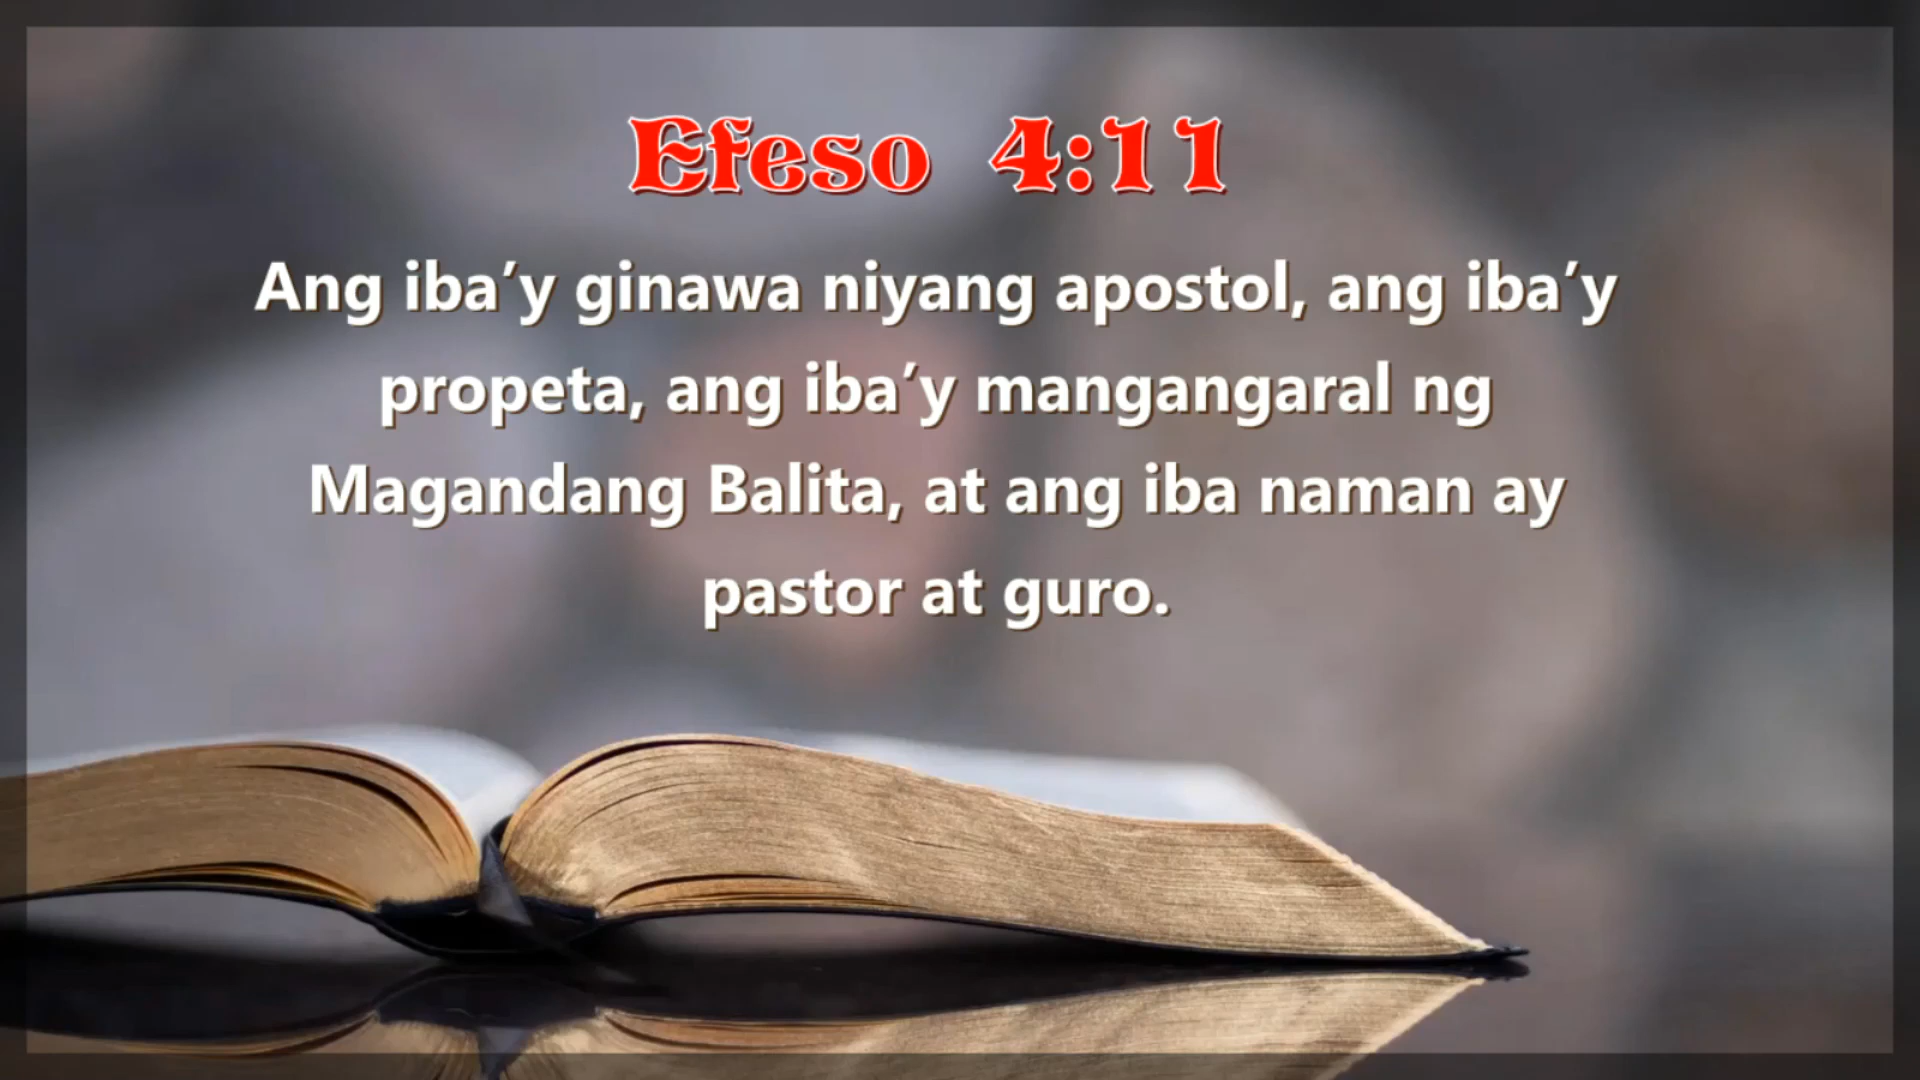 Efeso 4:11
Ang iba’y ginawa niyang apostol, ang iba’y
propeta, ang iba’y mangangaral ng
Magandang Balita, at ang iba naman ay
pastor at guro.